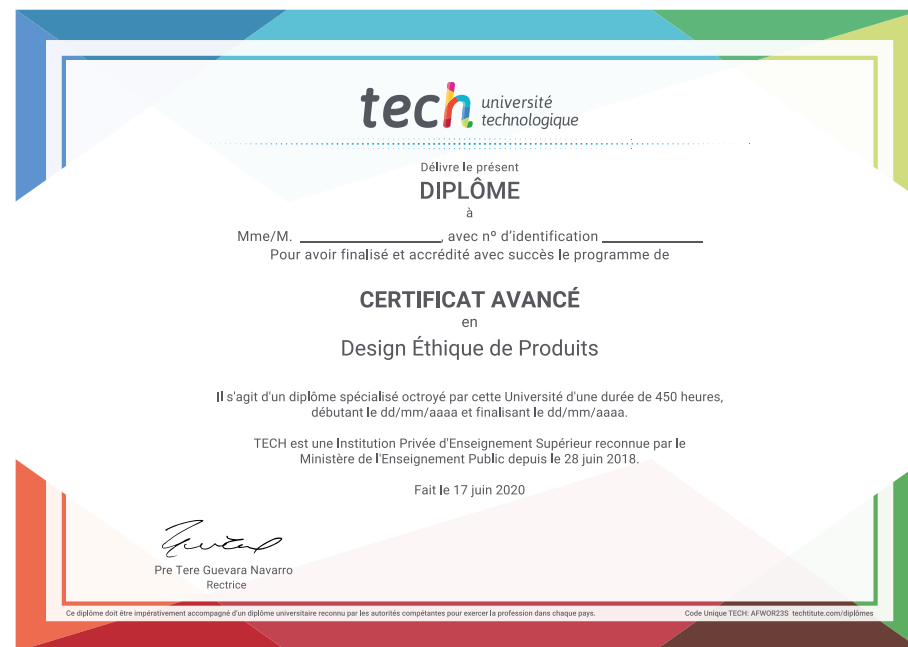 tech université
technologique
Délivre le présent
DIPLÔME
à
Mme/M. ____________________, avec nº d'identification ______________
Pour avoir finalisé et accrédité avec succès le programme de
CERTIFICAT AVANCÉ
en
Design Éthique de Produits
Il s'agit d'un diplôme spécialisé octroyé par cette Université d'une durée de 450 heures,
débutant le dd/mm/aaaa et finalisant le dd/mm/aaaa.
TECH est une Institution Privée d'Enseignement Supérieur reconnue par le
Ministère de l'Enseignement Public depuis le 28 juin 2018.
Fait le 17 juin 2020
Pre Tere Guevara Navarro
Rectrice
Ce diplôme doit être impérativement accompagné d'un diplôme universitaire reconnu par les autorités compétantes pour exercer la profession dans chaque pays.
Code Unique TECH: AFWOR23S techtitute.com/diplômes